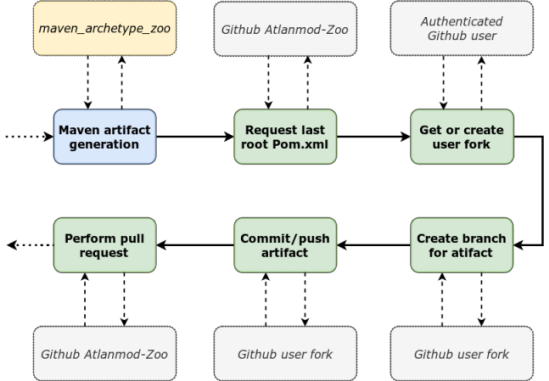 maven_archetype_zoo
Github Atlanmod-Zoo
Authenticated
Github user
Maven artifact
generation
Request last
root Pom.xml
Get or create
user fork
Perform pull
request
Commit/push
artifact
Create branch
for atifact
Github Atlanmod-Zoo
Github user fork
Github user fork